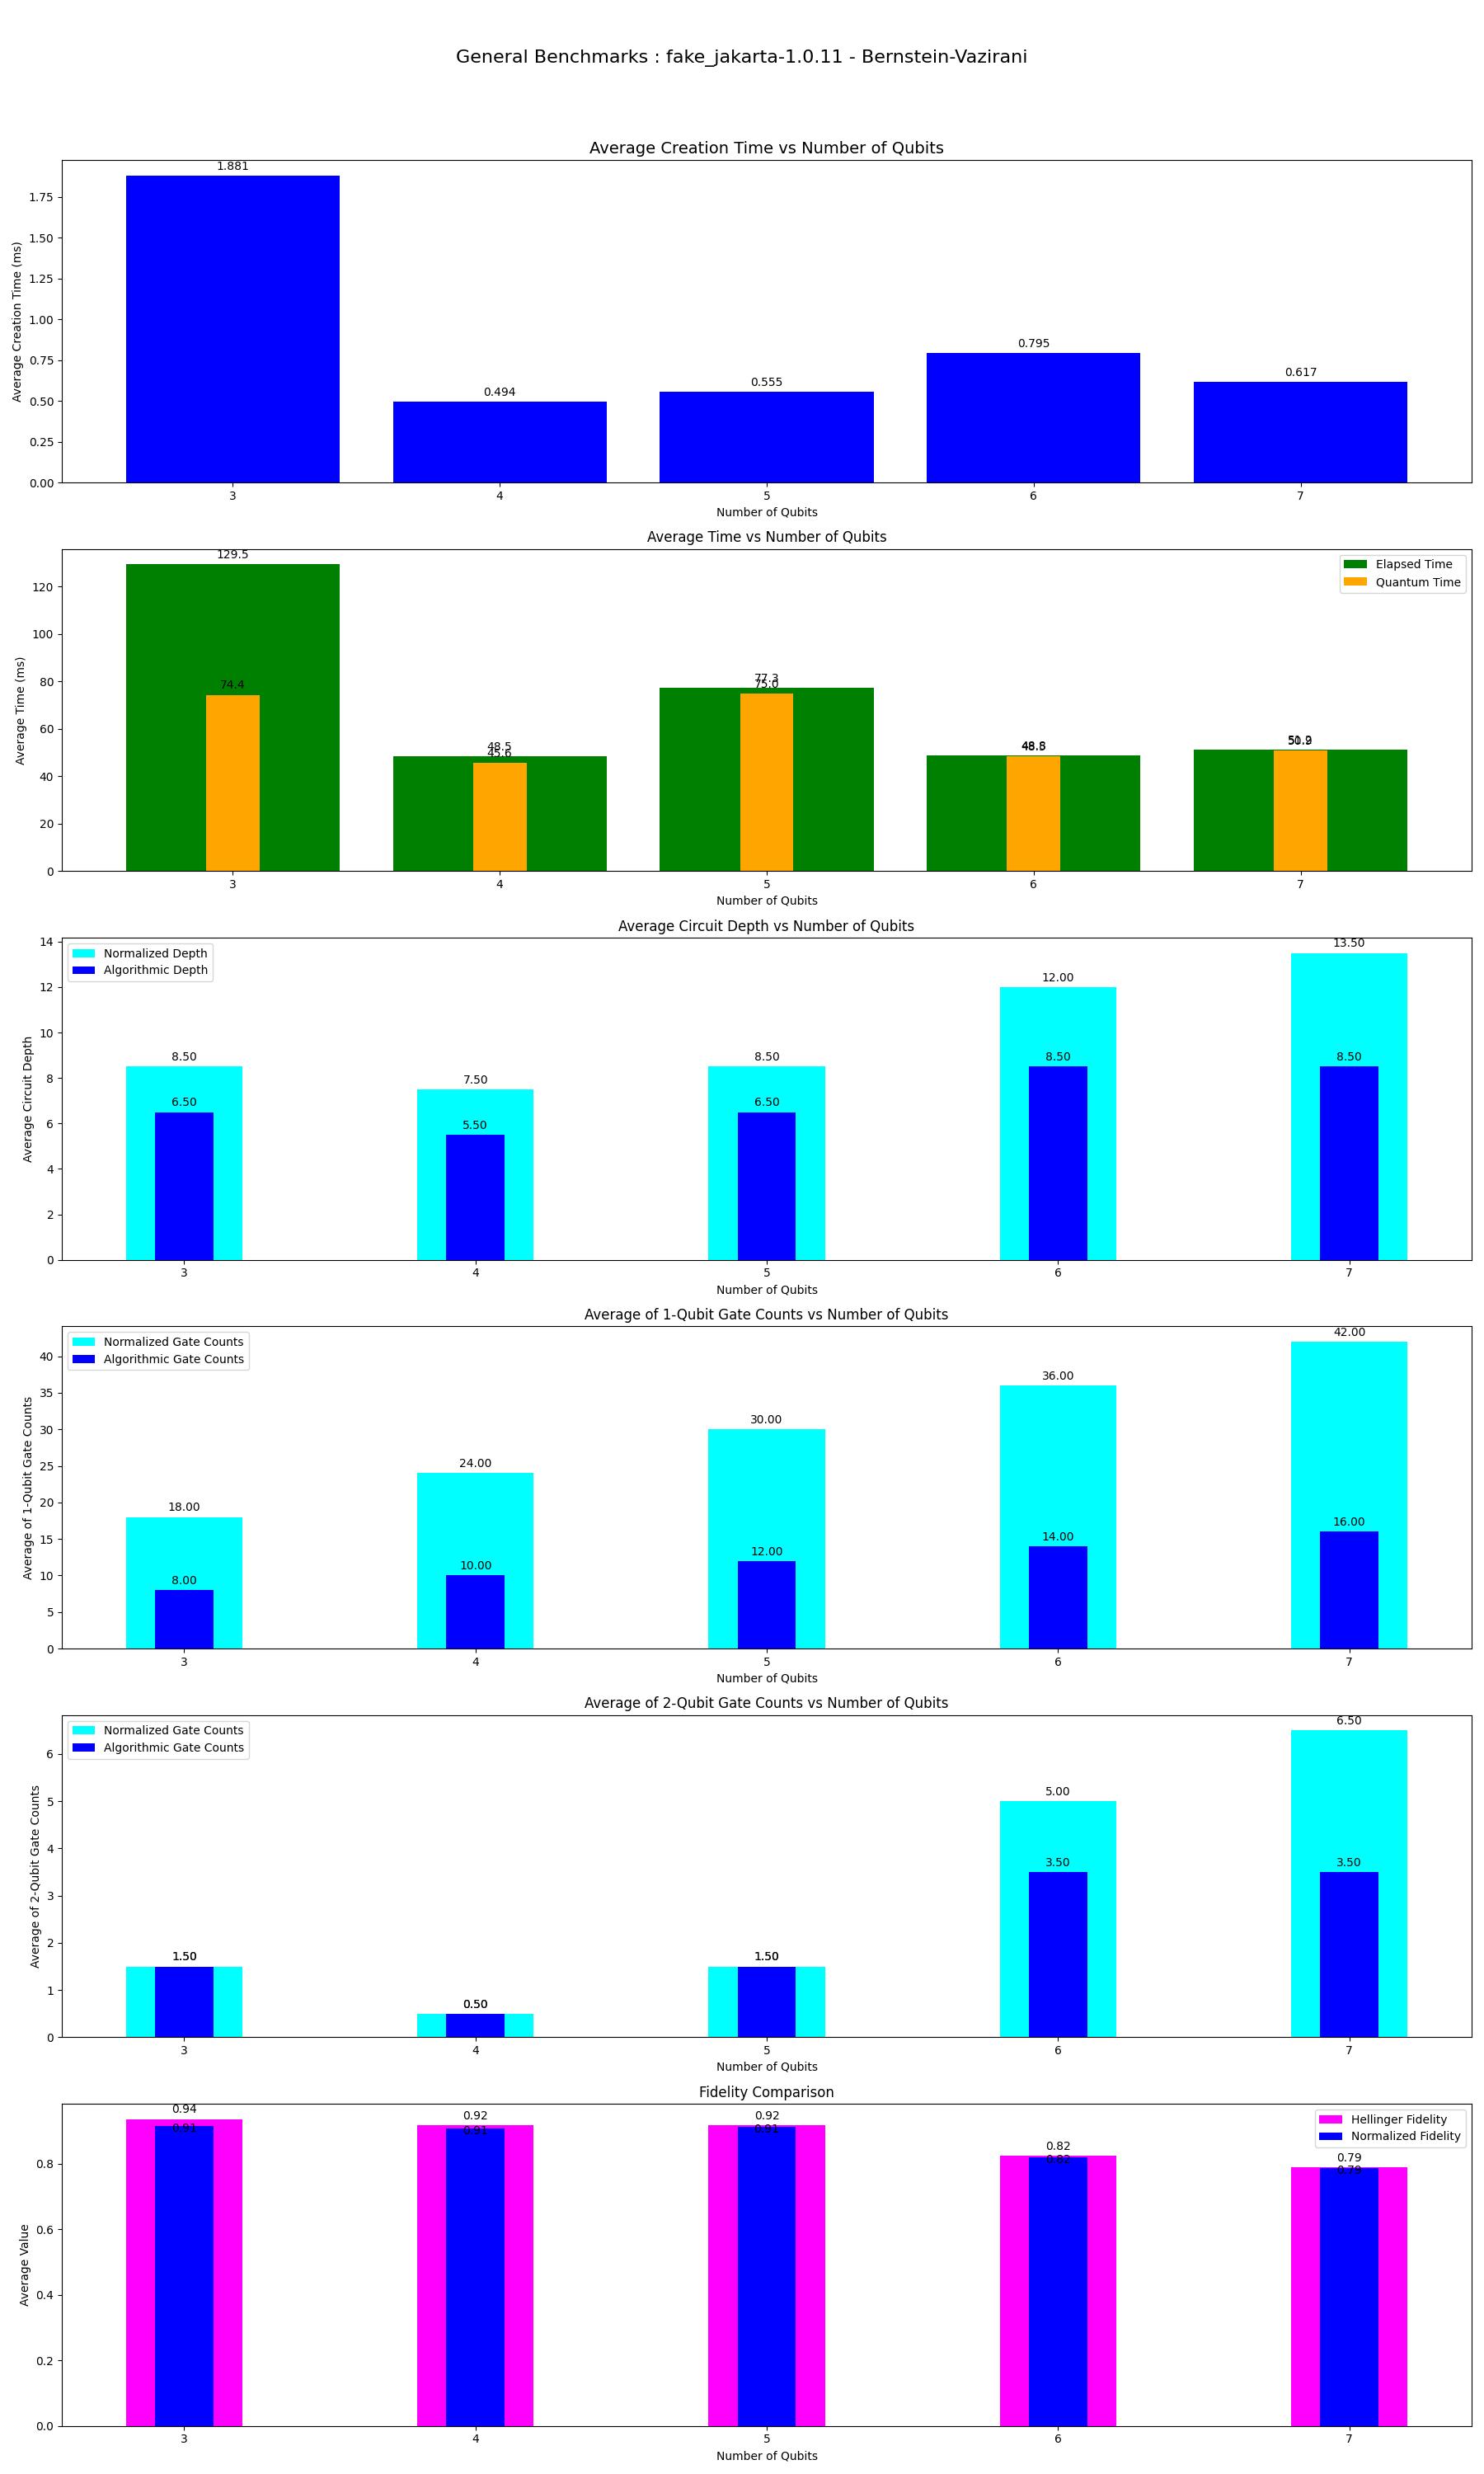 General Benchmarks : fake_jakarta-1.0.11 - Bernstein-Vazirani
Average Creation Time vs Number of Qubits
Average Creation Time (ms)
1.75
1.50
1.25
1.00
0.75
0.50
0.25
0.00
1.881
0.494
0.555
0.795
0.617
3 4 5 6 7
Number of Qubits
Average Time vs Number of Qubits
Average Time (ms)
120
100
80
60
40
20
0
Elapsed Time
Quantum Time
129.5
74.4
48.5
45.6
77.3
75.0
48.8
51.2
3 4 5 6 7
Number of Qubits
Average Circuit Depth vs Number of Qubits
Average Circuit Depth
14
12
10
8
6
4
2
0
Normalized Depth
Algorithmic Depth
8.50
6.50
7.50
5.50
8.50
6.50
12.00
8.50
13.50
8.50
3 4 5 6 7
Number of Qubits
Average of 1-Qubit Gate Counts vs Number of Qubits
Average of 1-Qubit Gate Counts
40
35
30
25
20
15
10
5
0
Normalized Gate Counts
Algorithmic Gate Counts
18.00
8.00
24.00
10.00
30.00
12.00
36.00
14.00
42.00
16.00
3 4 5 6 7
Number of Qubits
Average of 2-Qubit Gate Counts vs Number of Qubits
Average of 2-Qubit Gate Counts
6
5
4
3
2
1
0
Normalized Gate Counts
Algorithmic Gate Counts
1.50
0.50
1.50
5.00
3.50
6.50
3.50
3 4 5 6 7
Number of Qubits
Fidelity Comparison
Average Value
0.8
0.6
0.4
0.2
0.0
Hellinger Fidelity
Normalized Fidelity
0.94
0.91
0.92
0.91
0.92
0.91
0.82
0.82
0.79
0.79
3 4 5 6 7
Number of Qubits